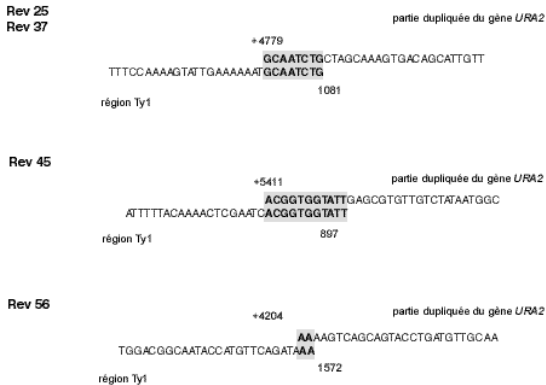 Rev 25
Rev 37
partie dupliquée du gène URA2
+4779
GCAATCTGCTAGCAAAGTGACAGCATTGTT
TTTCCAAAAGTATTGAAAAAATGCAATCTG
1081
région Ty1
Rev 45
partie dupliquée du gène URA2
+5411
ACGGTGGTATTGAGCGTGTTGTCTATAATGGC
ATTTTTACAAAACTCGAATCACGGTGGTATT
897
région Ty1
Rev 56
+4204
partie dupliquée du gène URA2
AAAAGTCAGCAGTACCTGATGTTGCAA
TGGACGGCAATACCATGTTCAGATAAA
1572
région Ty1